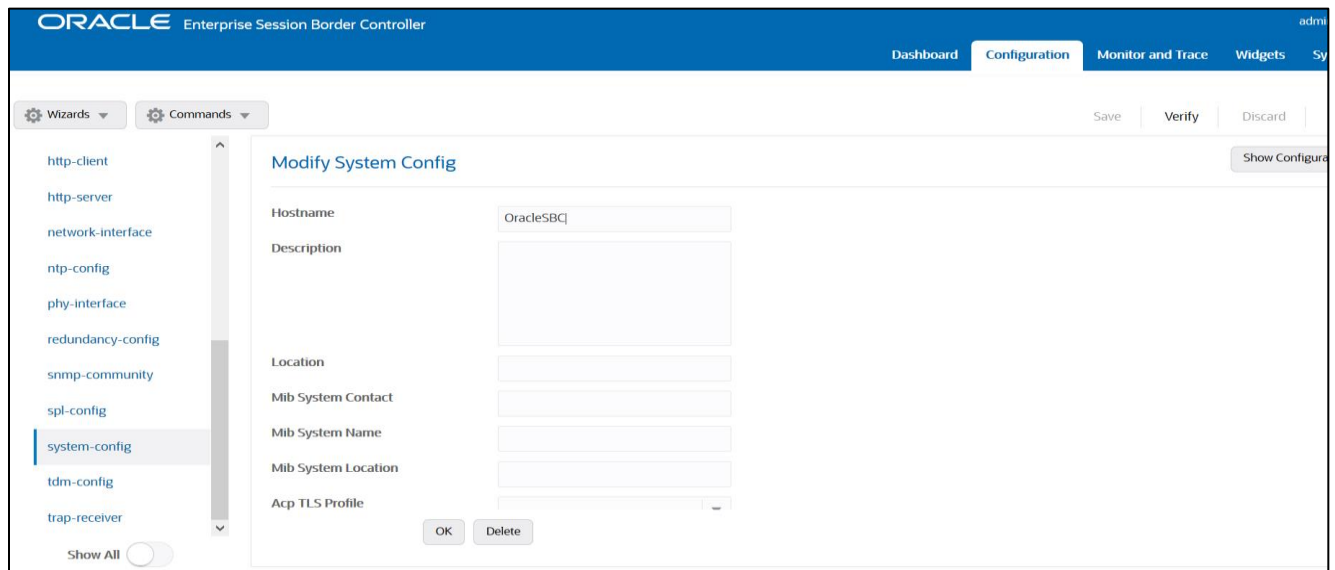 ORACLE Enterprise Session Border Controller
admi
Dashboard Configuration Monitor and Trace Widgets Sy
Wizards Commands Save Verify Discard
http-client
http-server
network-interface
ntp-config
phy-interface
redundancy-config
snmp-community
spl-config
system-config
tdm-config
trap-receiver
Show All
Modify System Config
Show Configura
Hostname OracleSBC
Description
Location
Mib System Contact
Mib System Name
Mib System Location
Acp TLS Profile
OK Delete